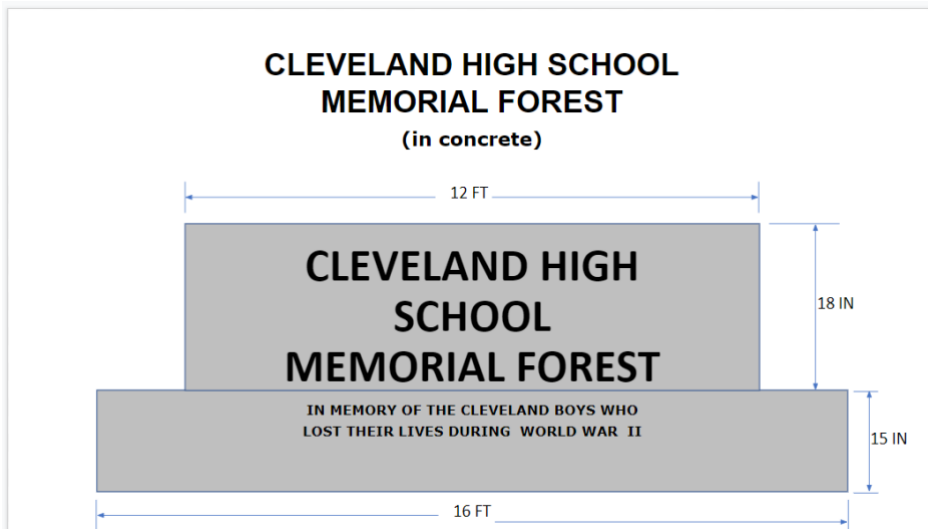 CLEVELAND HIGH SCHOOL
MEMORIAL FOREST
(in concrete)
12 FT
CLEVELAND HIGH
SCHOOL
MEMORIAL FOREST
18 IN
IN MEMORY OF THE CLEVELAND BOYS WHO
LOST THEIR LIVES DURING WORLD WAR II
15 IN
16 FT